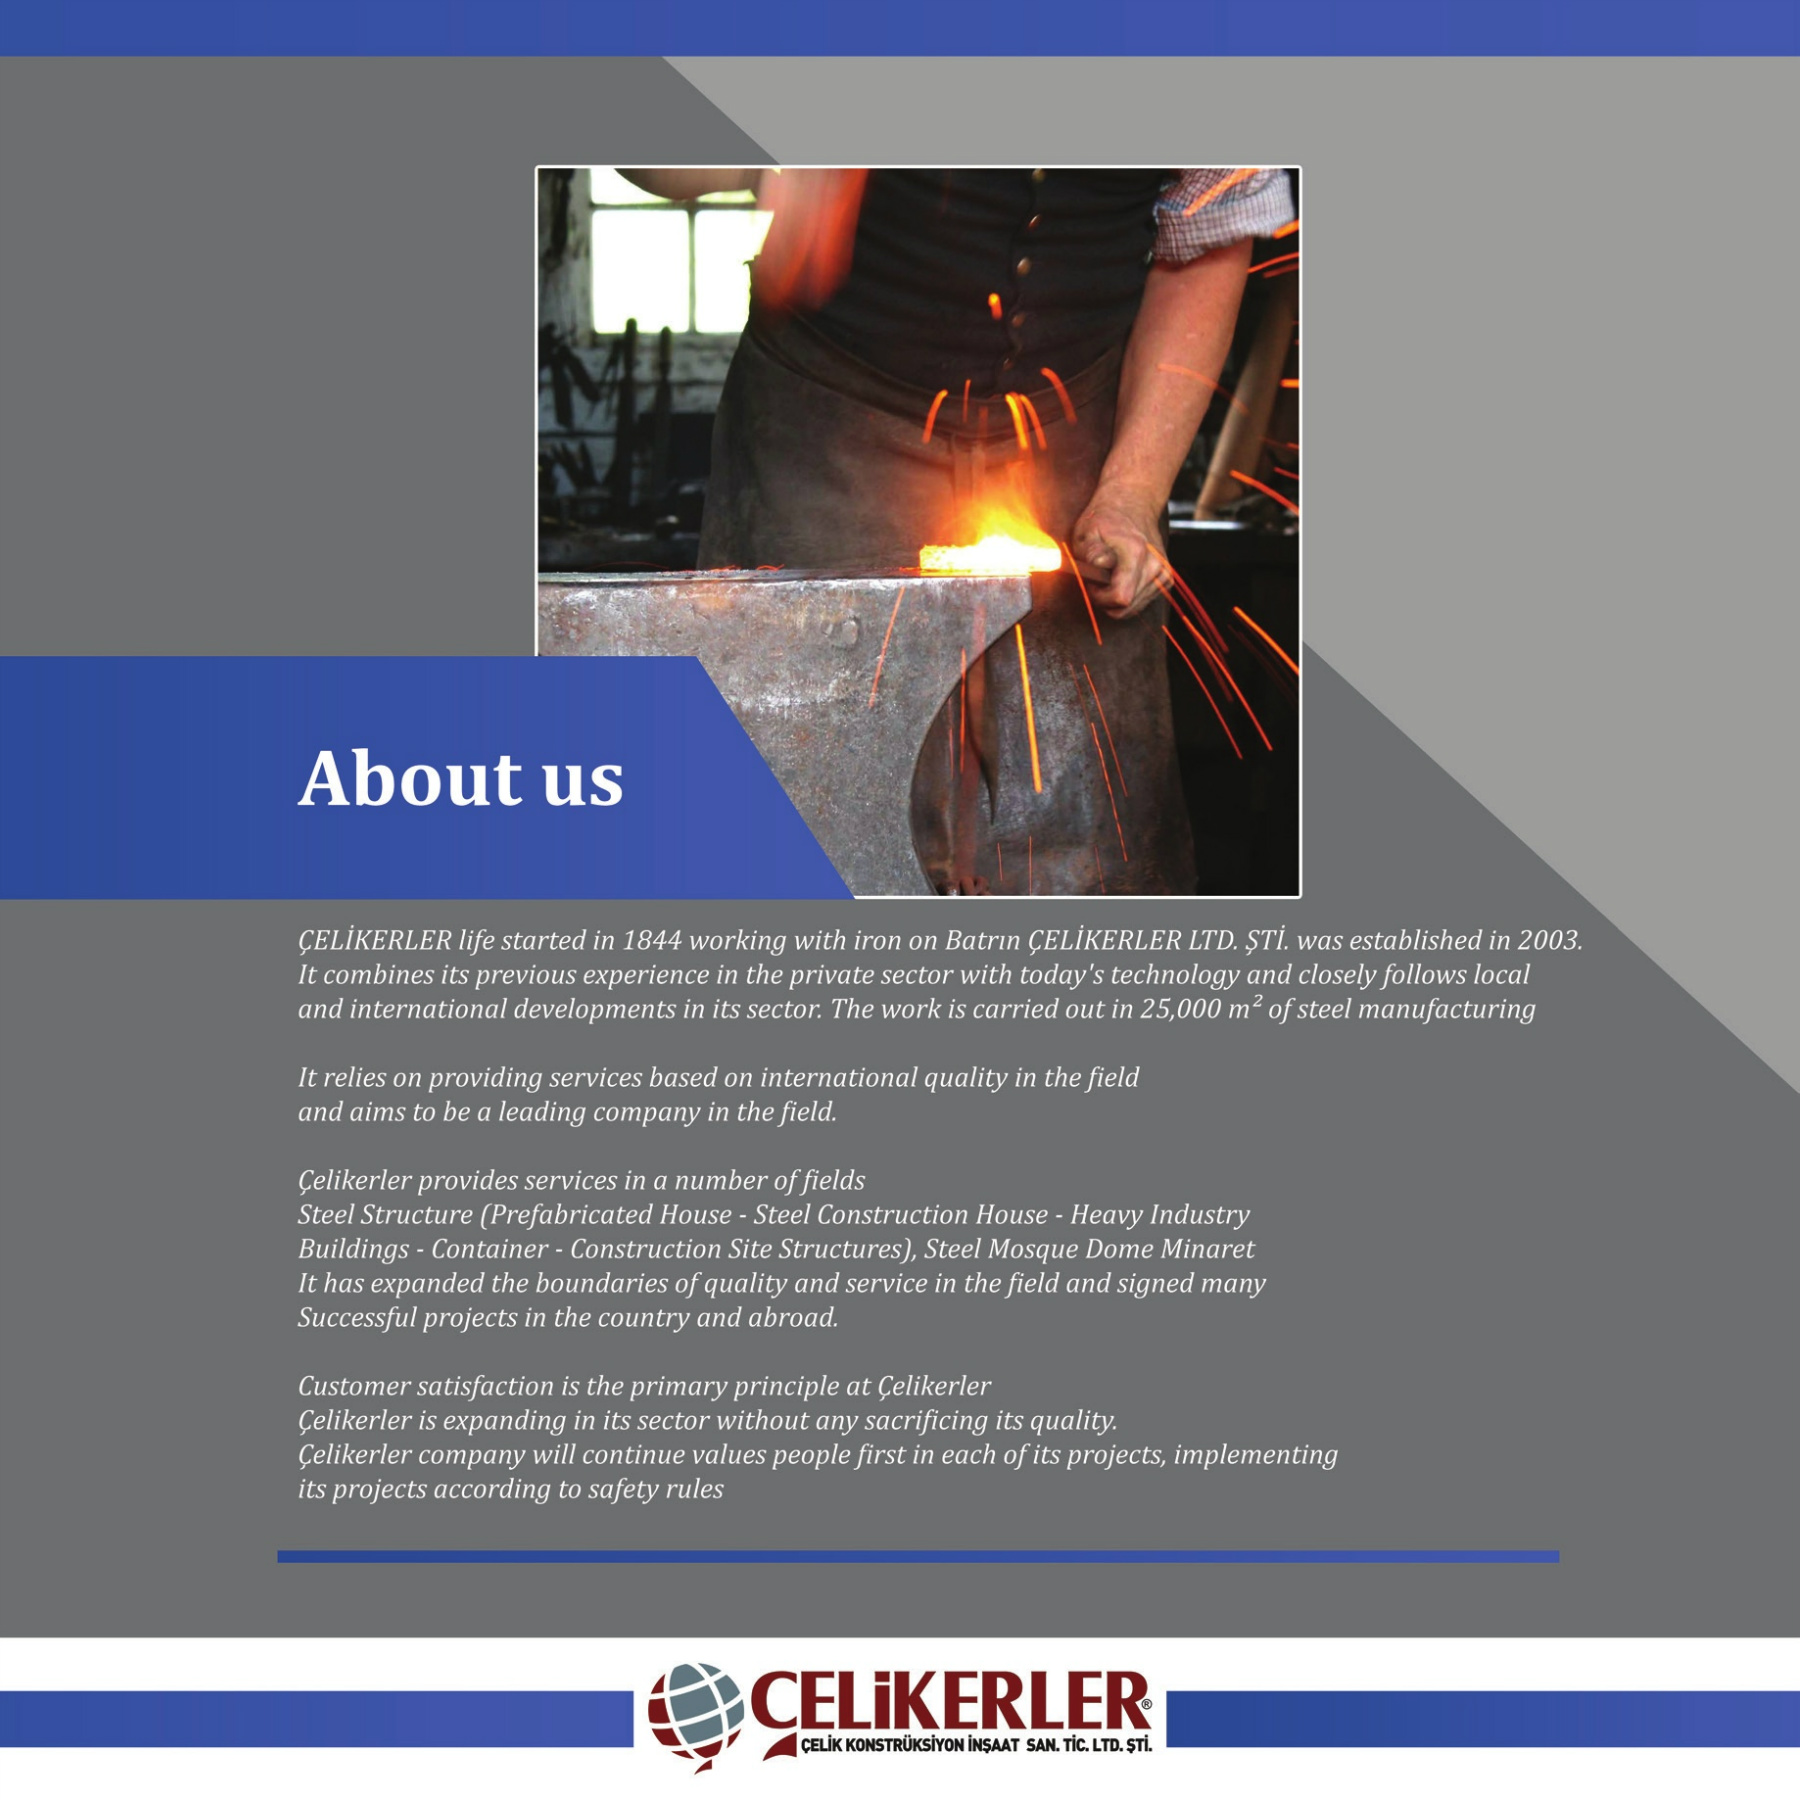 About us
ÇELİKERLER life started in 1844 working with iron on Batrın ÇELİKERLER LTD. ŞTİ. was established in 2003.
It combines its previous experience in the private sector with today's technology and closely follows local
and international developments in its sector. The work is carried out in 25,000 m² of steel manufacturing
It relies on providing services based on international quality in the field
and aims to be a leading company in the field.
Çelikerler provides services in a number of fields
Steel Structure (Prefabricated House - Steel Construction House - Heavy Industry
Buildings - Container - Construction Site Structures), Steel Mosque Dome Minaret
It has expanded the boundaries of quality and service in the field and signed many
Successful projects in the country and abroad.
Customer satisfaction is the primary principle at Çelikerler
Çelikerler is expanding in its sector without any sacrificing its quality.
Çelikerler company will continue values people first in each of its projects, implementing
its projects according to safety rules
ÇELiKERLER®
ÇELİK KONSTRÜKSİYON İNŞAAT SAN. TİC. LTD. ŞTİ.